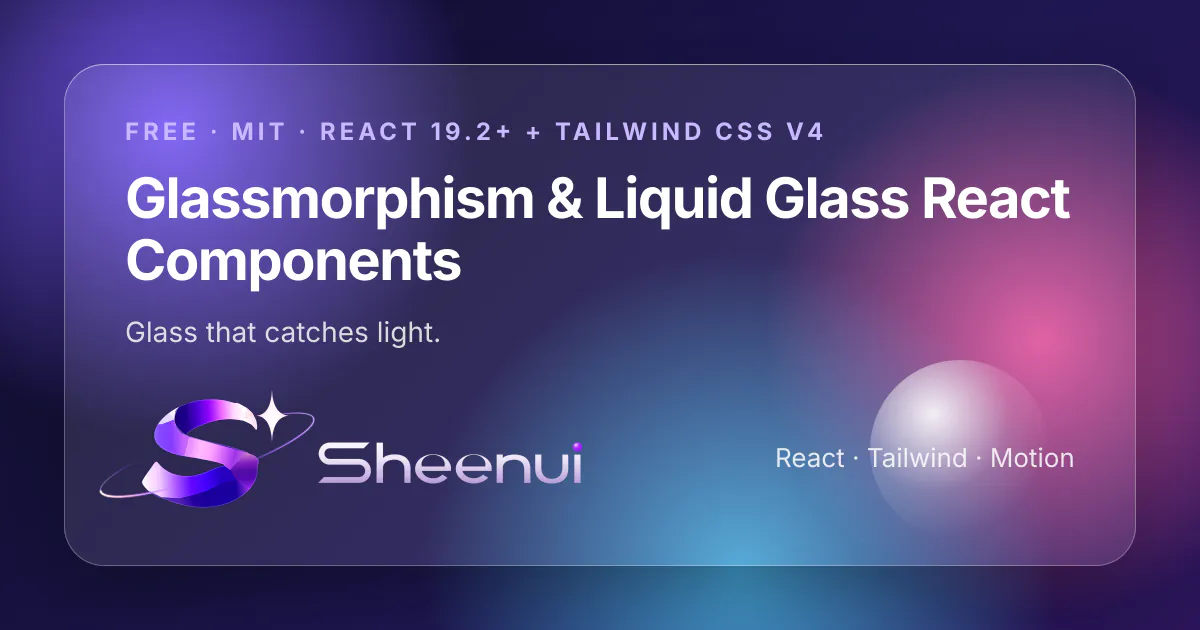 FREE · MIT · REACT 19.2+ + TAILWIND CSS V4
Glassmorphism & Liquid Glass React
Components
Glass that catches light.
Sheenui
React · Tailwind · Motion